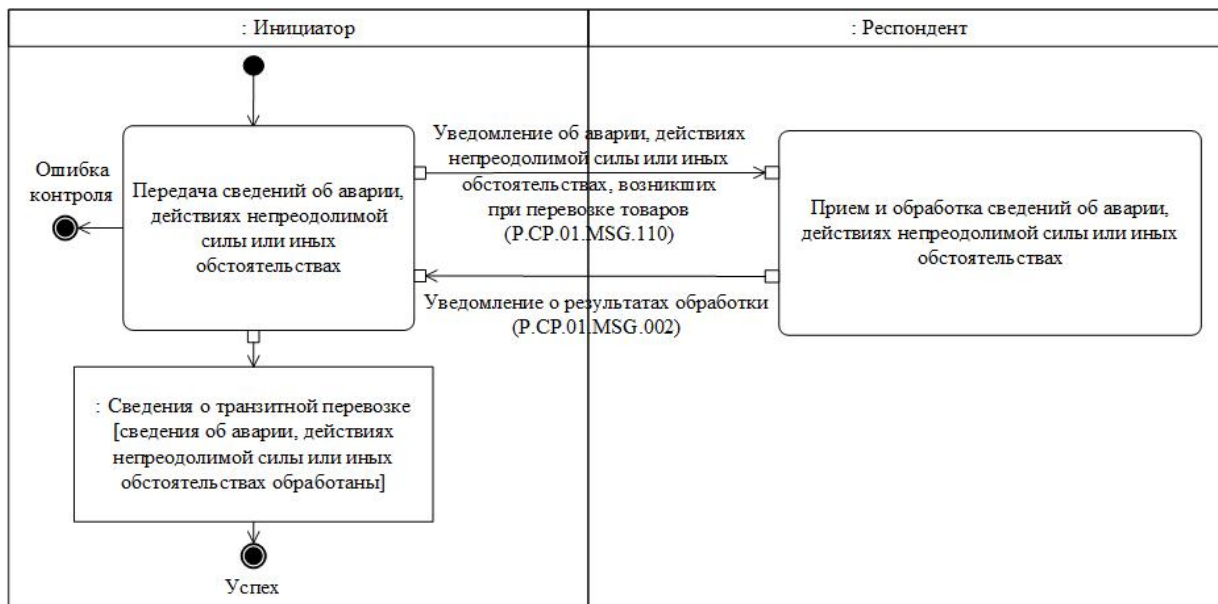 : Инициатор
: Респондент
Ошибка
контроля
Передача сведений об аварии,
действиях непреодолимой
силы или иных
обстоятельствах
Уведомление об аварии, действиях
непреодолимой силы или иных
обстоятельствах, возникших
при перевозке товаров
(P.CP.01.MSG.110)
Прием и обработка сведений об аварии,
действиях непреодолимой силы или иных
обстоятельствах
Уведомление о результатах обработки
(P.CP.01.MSG.002)
: Сведения о транзитной перевозке
[сведения об аварии, действиях
непреодолимой силы или иных
обстоятельствах обработаны]
Успех